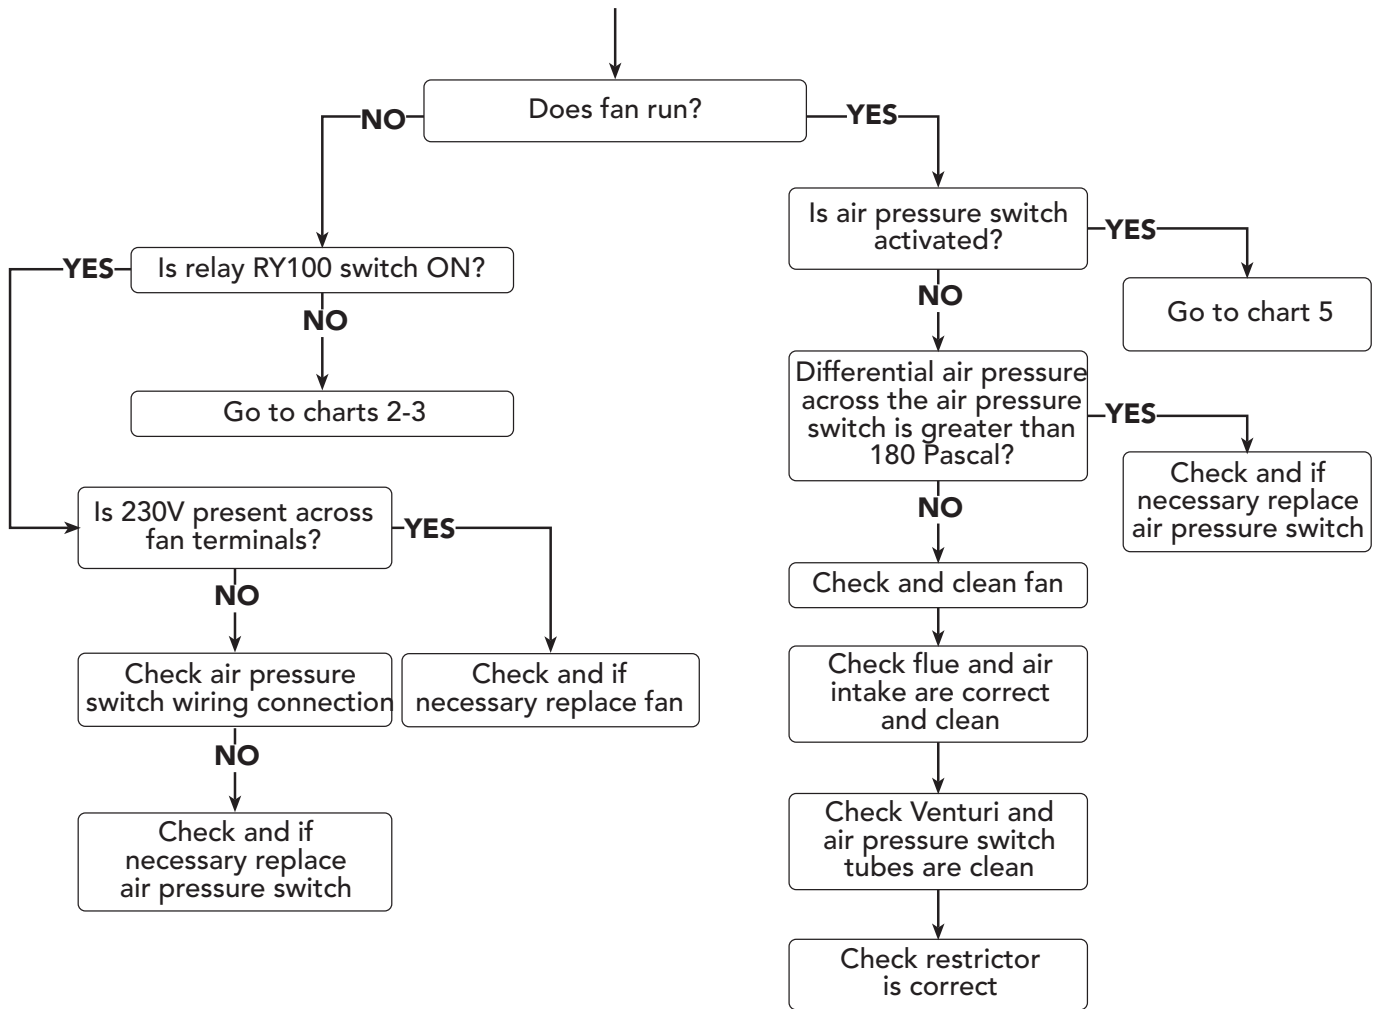 Does fan run?
NO
YES
Is air pressure switch
activated?
YES
Go to chart 5
NO
Differential air pressure
across the air pressure
switch is greater than
180 Pascal?
YES
Check and if
necessary replace
air pressure switch
NO
Check and clean fan
Check flue and air
intake are correct
and clean
Check Venturi and
air pressure switch
tubes are clean
Check restrictor
is correct
Is relay RY100 switch ON?
YES
NO
Go to charts 2-3
Is 230V present across
fan terminals?
YES
Check and if
necessary replace fan
NO
Check air pressure
switch wiring connection
NO
Check and if
necessary replace
air pressure switch